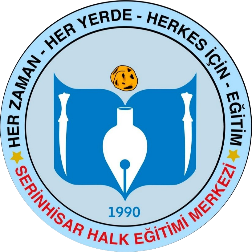 HER ZAMAN - HER YERDE - HERKES İÇİN - EĞİTİM
1990
SERİNHİSAR HALK EĞİTİMİ MERKEZİ